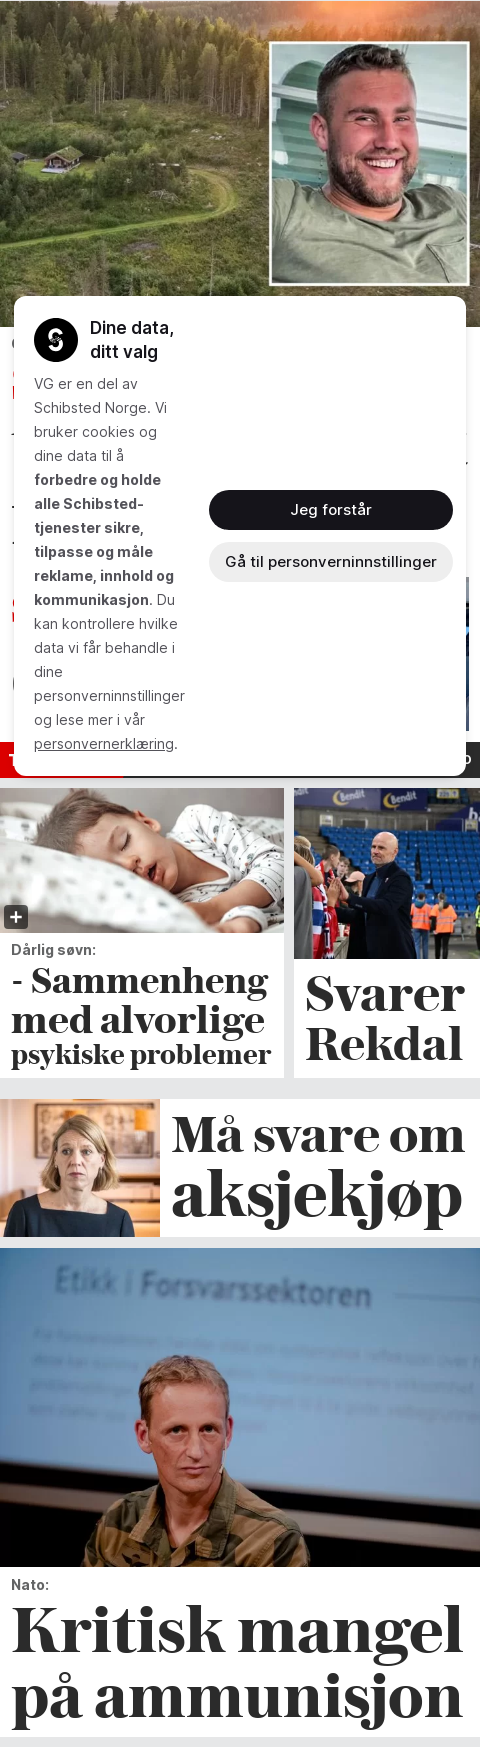 Dine data,
ditt valg
VG er en del av
Schibsted Norge. Vi
bruker cookies og
dine data til å
forbedre og holde
alle Schibsted-
tjenester sikre,
tilpasse og måle
reklame, innhold og
kommunikasjon. Du
kan kontrollere hvilke
data vi får behandle i
dine
personverninnstillinger
og lese mer i vår
personvernerklæring.
Jeg forstår
Gå til personverninnstillinger
Bendit
Bendit
Dårlig søvn:
- Sammenheng
med alvorlige
psykiske problemer
Svarer
Rekdal
Må svare om
aksjekjøp
Etikk i Forsvarssektoren
Nato:
Kritisk mangel
på ammunisjon